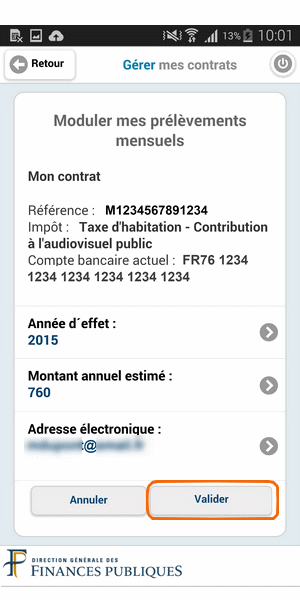 13% 10:01
Retour
Gérer mes contrats
Moduler mes prélèvements
mensuels
Mon contrat
Référence : M1234567891234
Impôt : Taxe d'habitation - Contribution
à l'audiovisuel public
Compte bancaire actuel : FR76 1234
1234 1234 1234 1234 1234
Année d´effet :
2015
Montant annuel estimé :
760
Adresse électronique :
@
Annuler
Valider
DIRECTION GÉNÉRALE DES
FINANCES PUBLIQUES